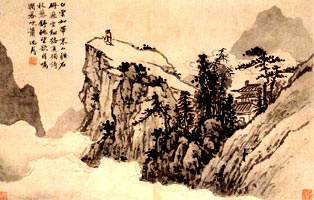 白雲如帶束山腰石
磴飛空細路遙獨倚
杖藜舒眺望欲因鳴
澗答吹簫 沈周